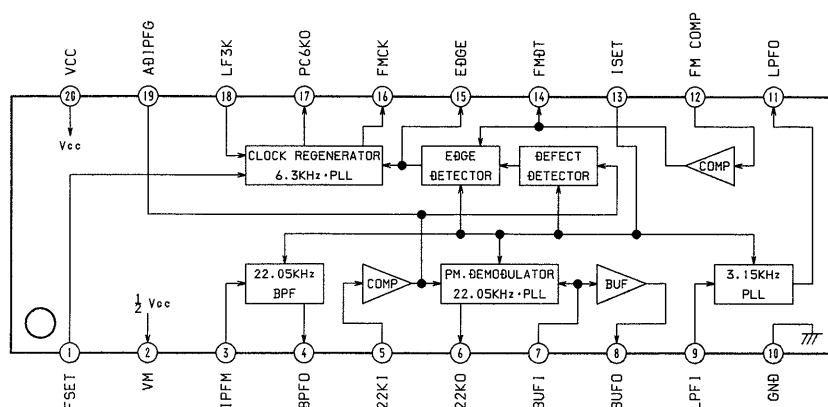 VCC
ADIPFG
LF3K
PC6KO
FMCK
EDGE
FMDT
ISET
FM COMP
LPFO
20
19
18
17
16
15
14
13
12
11
Vcc
CLOCK REGENERATOR
6.3KHz·PLL
EDGE
DETECTOR
DEFECT
DETECTOR
COMP
22.05KHz
BPF
COMP
PM.DEMODULATOR
22.05KHz·PLL
BUF
3.15KHz
PLL
1/2 Vcc
1
2
3
4
5
6
7
8
9
10
FSET
VM
IPFM
BPFO
22KI
22KO
BUFI
BUFO
LPFI
GND